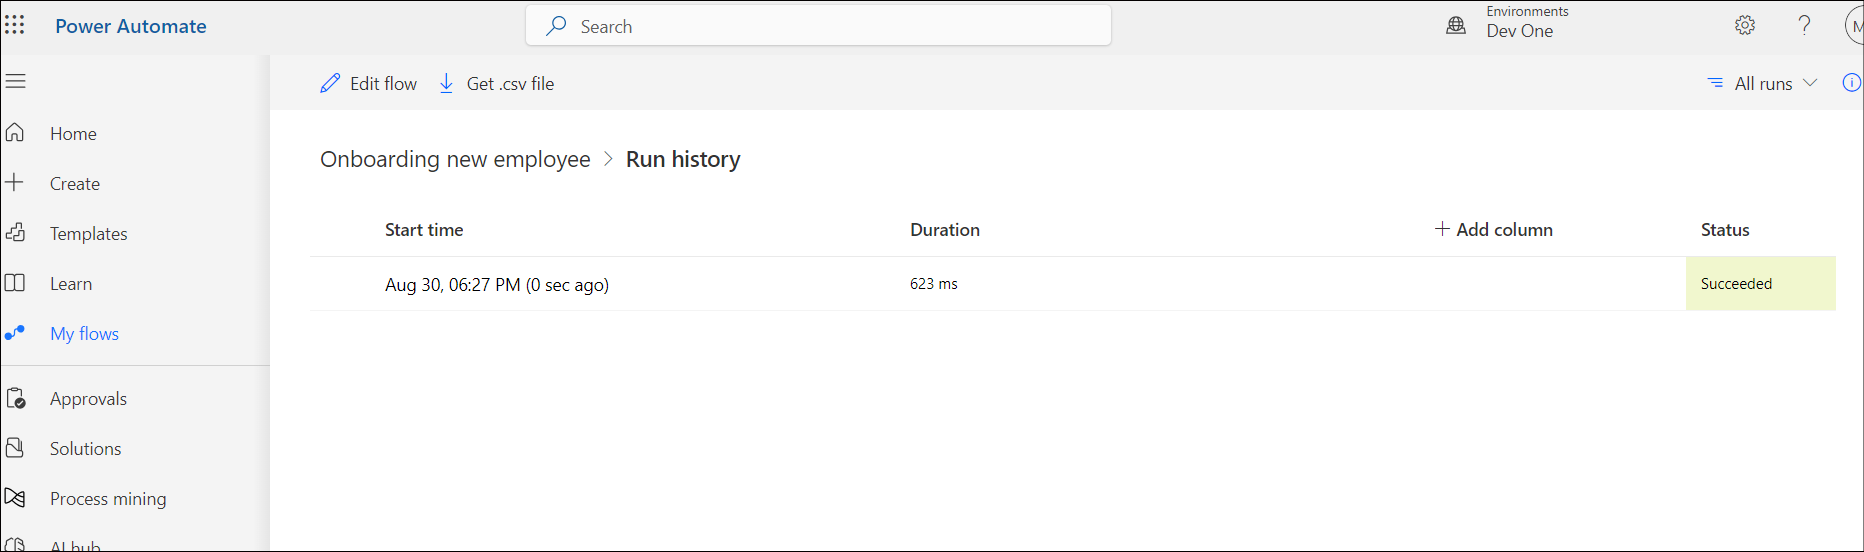 Power Automate
Search
Environments
Dev One
?
M
Edit flow
Get .csv file
All runs
Home
Create
Templates
Learn
My flows
Approvals
Solutions
Process mining
AI hub
Onboarding new employee > Run history
Start time Duration + Add column Status
Aug 30, 06:27 PM (0 sec ago) 623 ms Succeeded